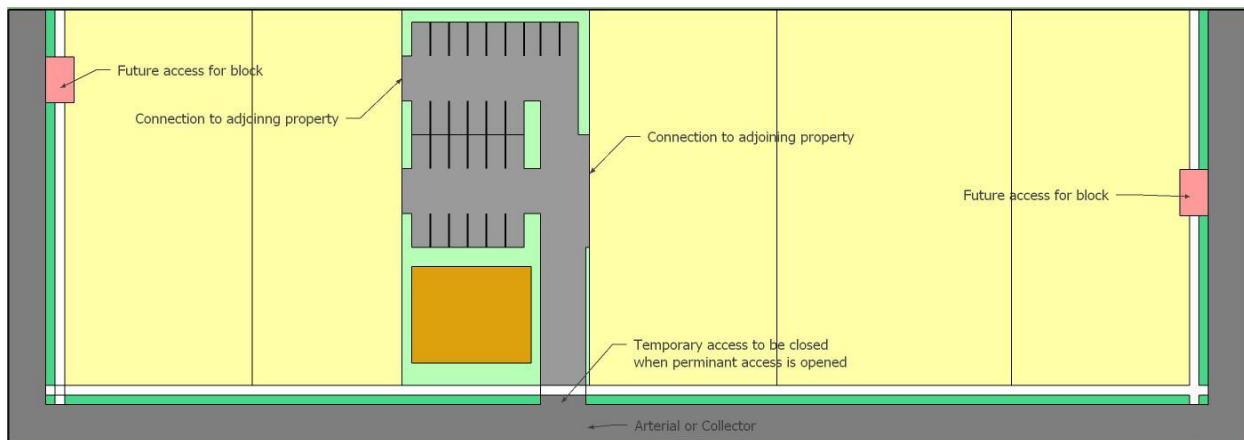 Future access for block
Connection to adjoining property
Connection to adjoining property
Future access for block
Temporary access to be closed
when perminant access is opened
Arterial or Collector